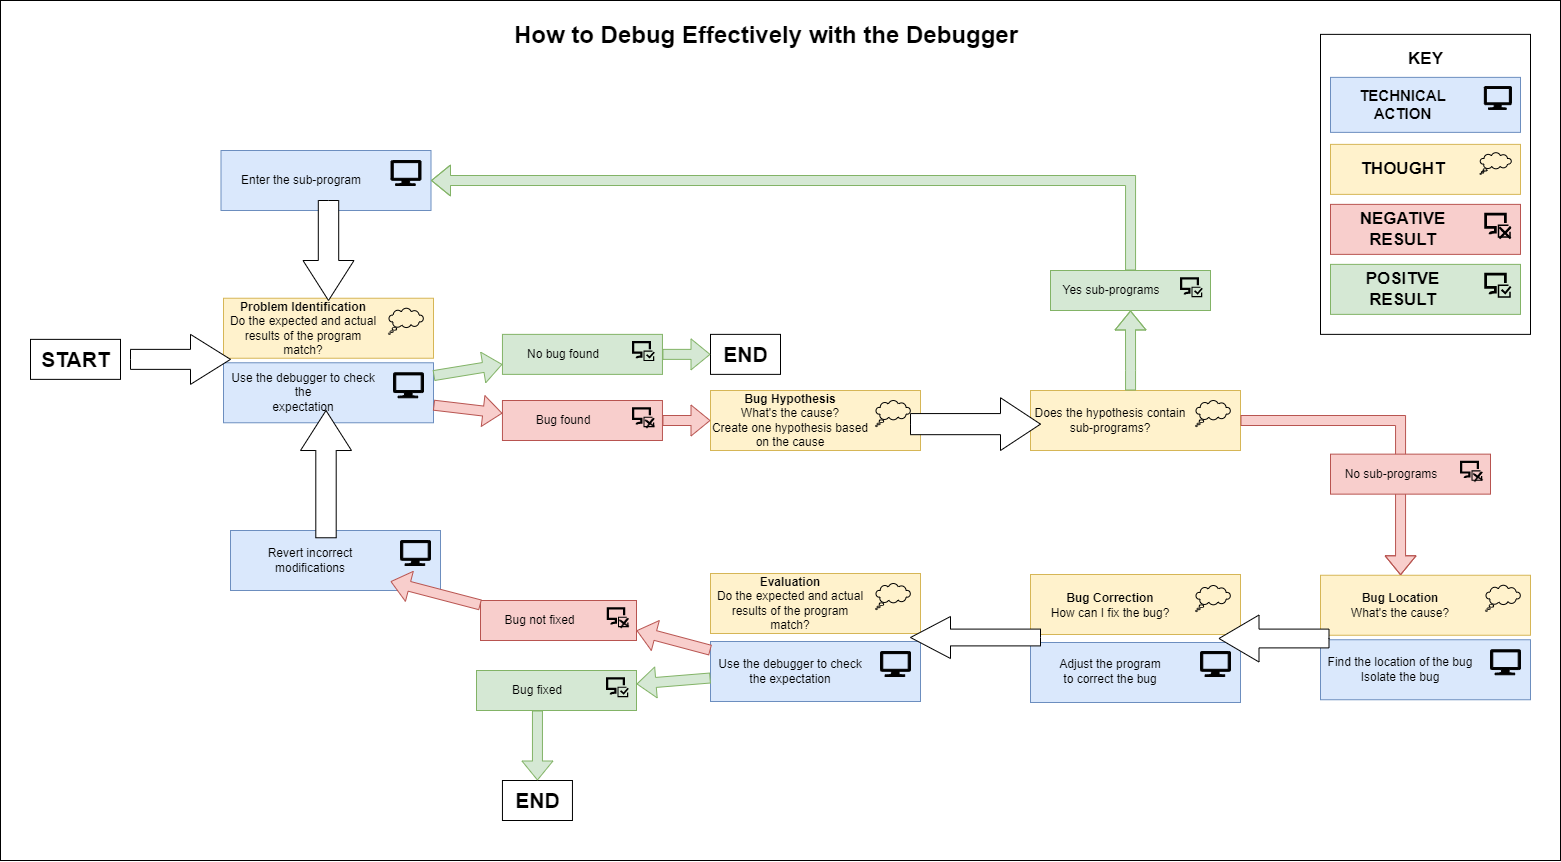 How to Debug Effectively with the Debugger
KEY
TECHNICAL
ACTION
THOUGHT
NEGATIVE
RESULT
POSITVE
RESULT
Enter the sub-program
Yes sub-programs
Problem Identification
Do the expected and actual
results of the program
match?
START
Use the debugger to check
the
expectation
No bug found
END
Bug found
Bug Hypothesis
What's the cause?
Create one hypothesis based
on the cause
Does the hypothesis contain
sub-programs?
No sub-programs
Revert incorrect
modifications
Bug not fixed
Evaluation
Do the expected and actual
results of the program
match?
Use the debugger to check
the expectation
Bug Correction
How can I fix the bug?
Adjust the program
to correct the bug
Bug Location
What's the cause?
Find the location of the bug
Isolate the bug
Bug fixed
END